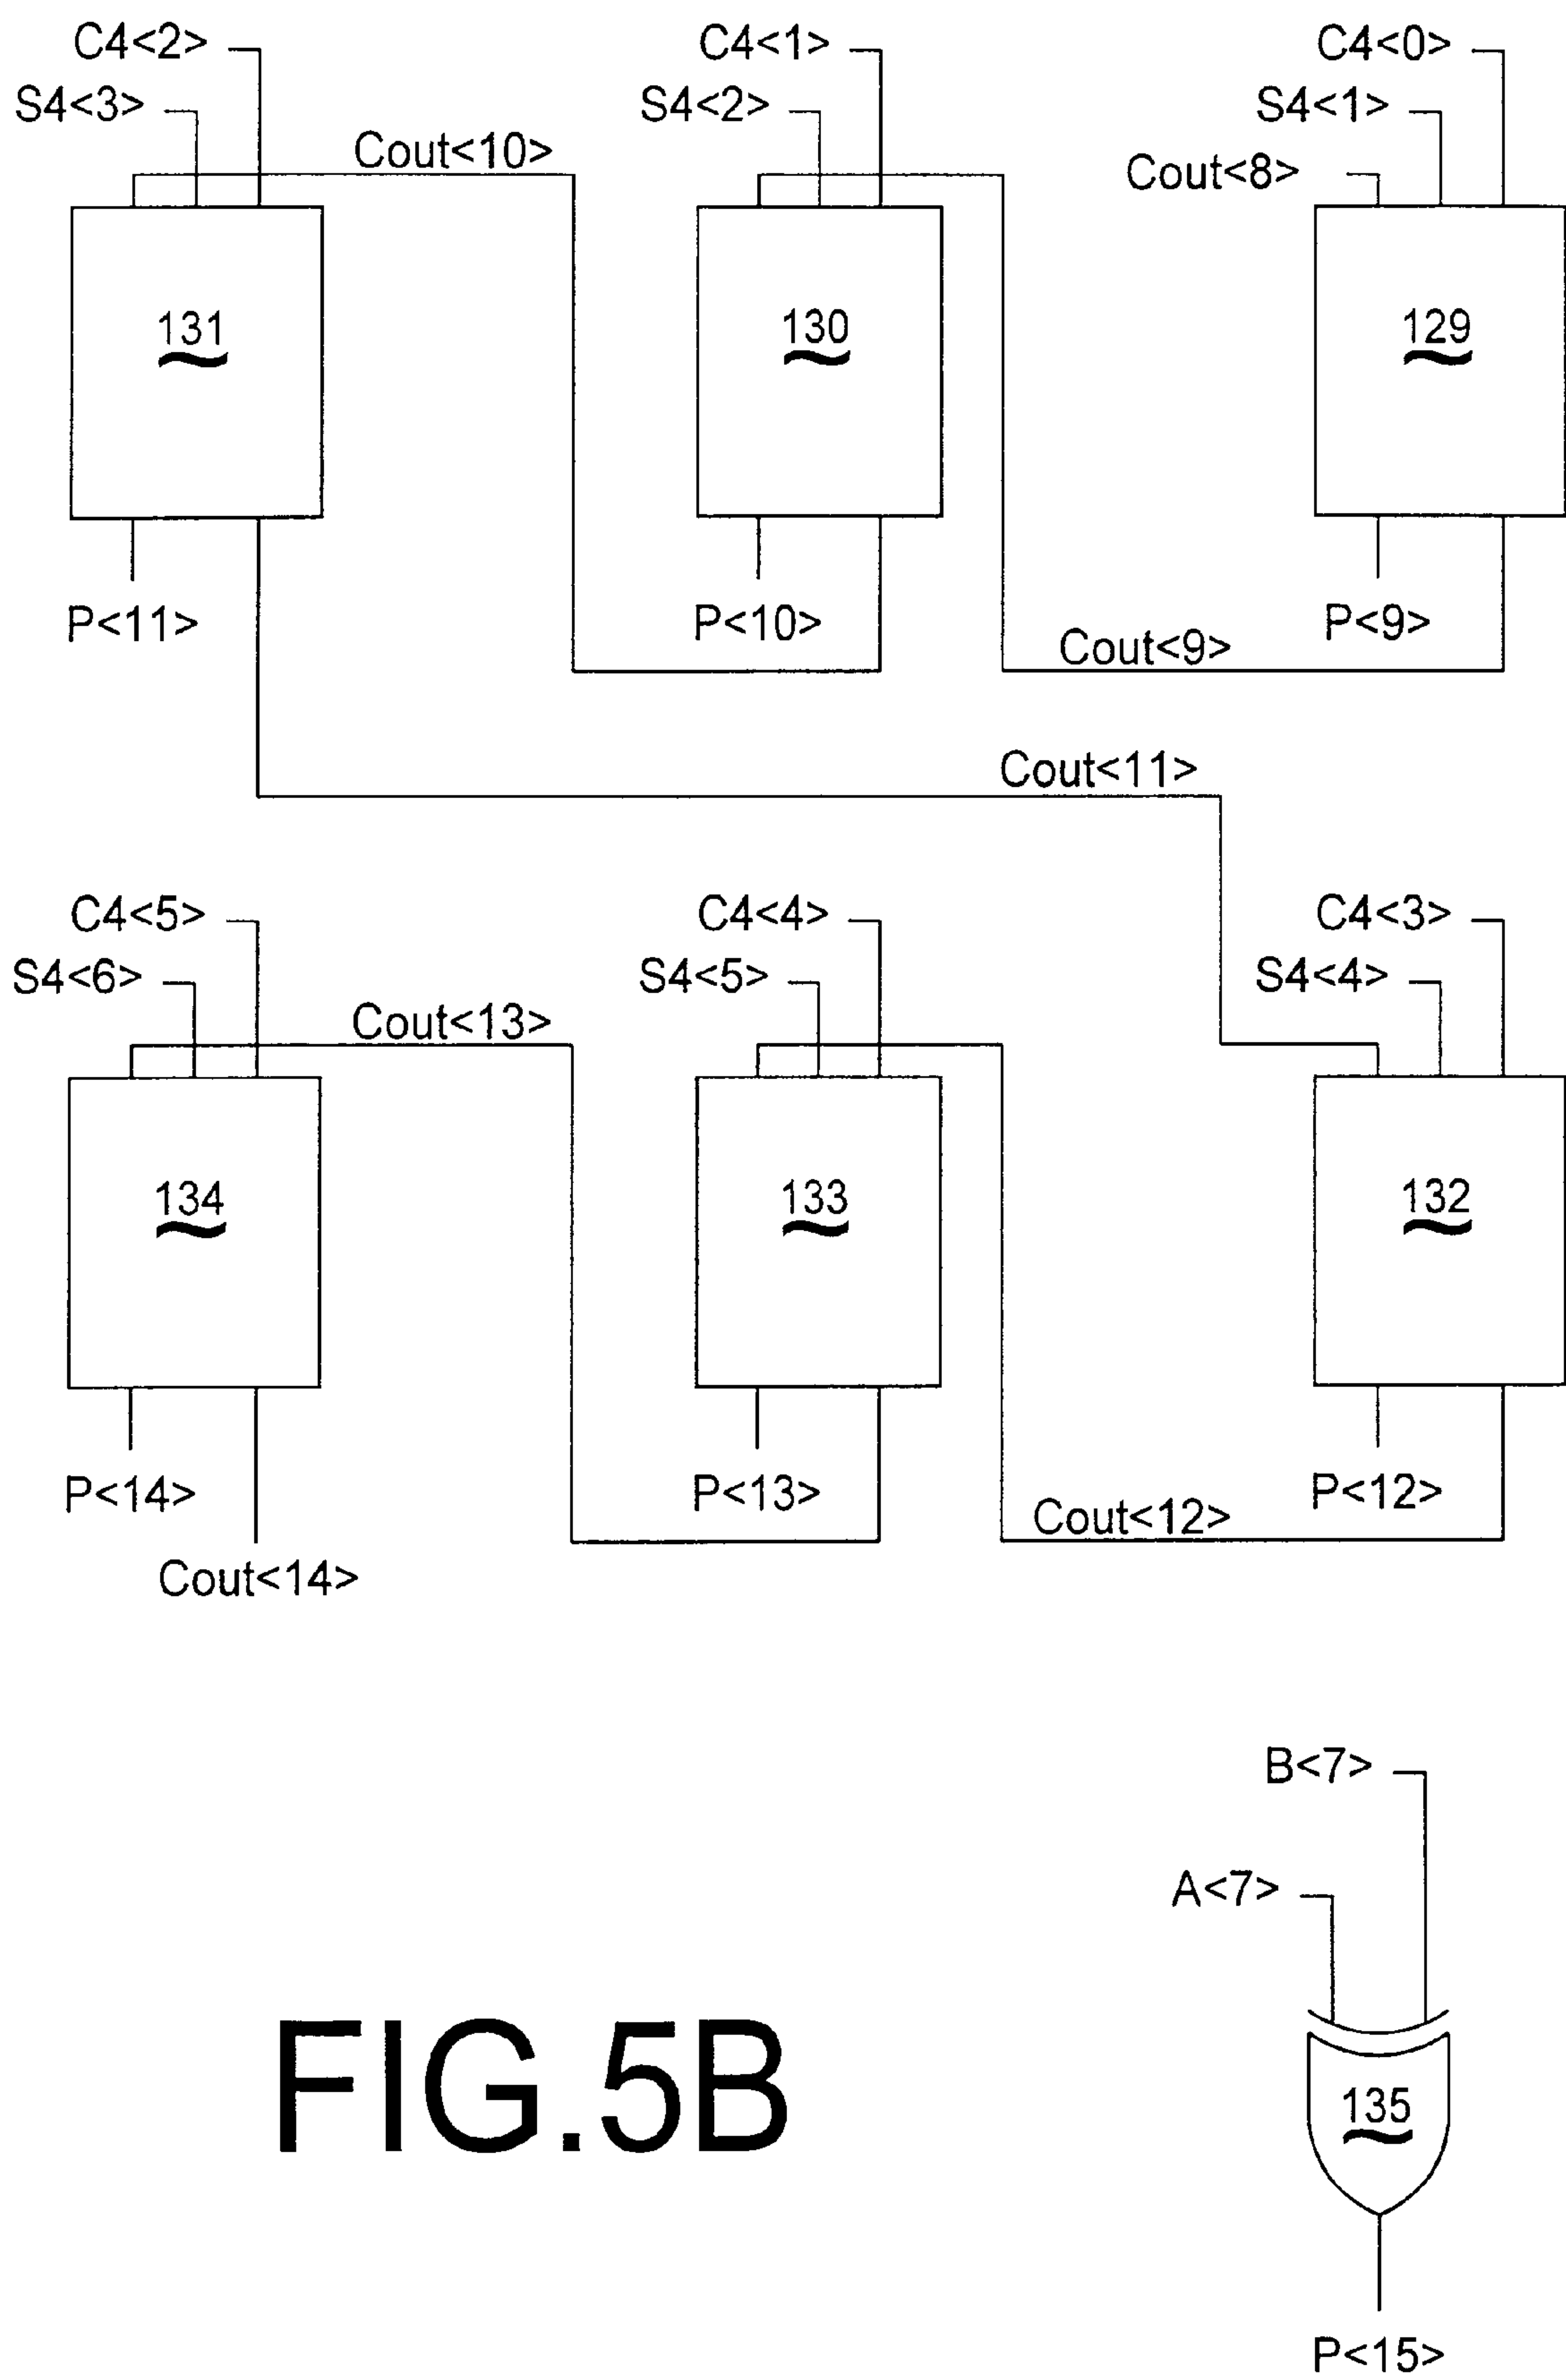 C4<2>
C4<1>
C4<0>
S4<3>
S4<2>
S4<1>
Cout<10>
Cout<8>
131
130
129
P<11>
P<10>
P<9>
Cout<9>
Cout<11>
C4<5>
C4<4>
C4<3>
S4<6>
S4<5>
S4<4>
Cout<13>
134
133
132
P<14>
P<13>
P<12>
Cout<12>
Cout<14>
B<7>
A<7>
FIG.5B
135
P<15>